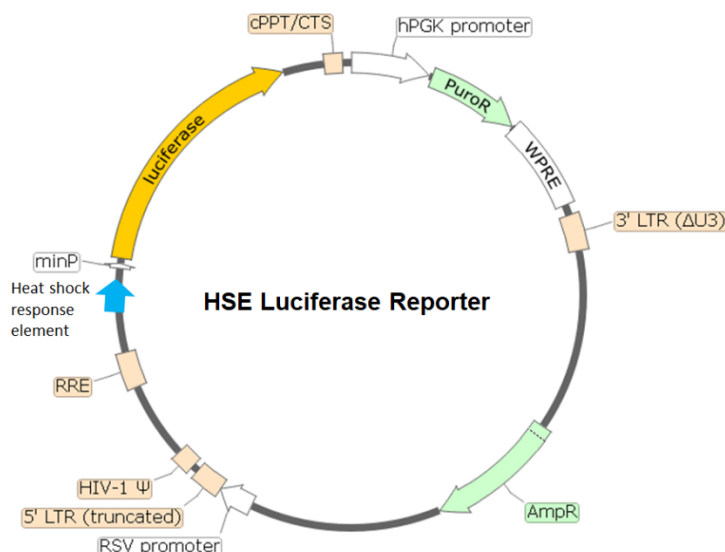 cPPT/CTS
hPGK promoter
PuroR
WPRE
luciferase
3' LTR (ΔU3)
minP
Heat shock
response
element
HSE Luciferase Reporter
RRE
HIV-1 Ψ
5' LTR (truncated)
RSV promoter
AmpR